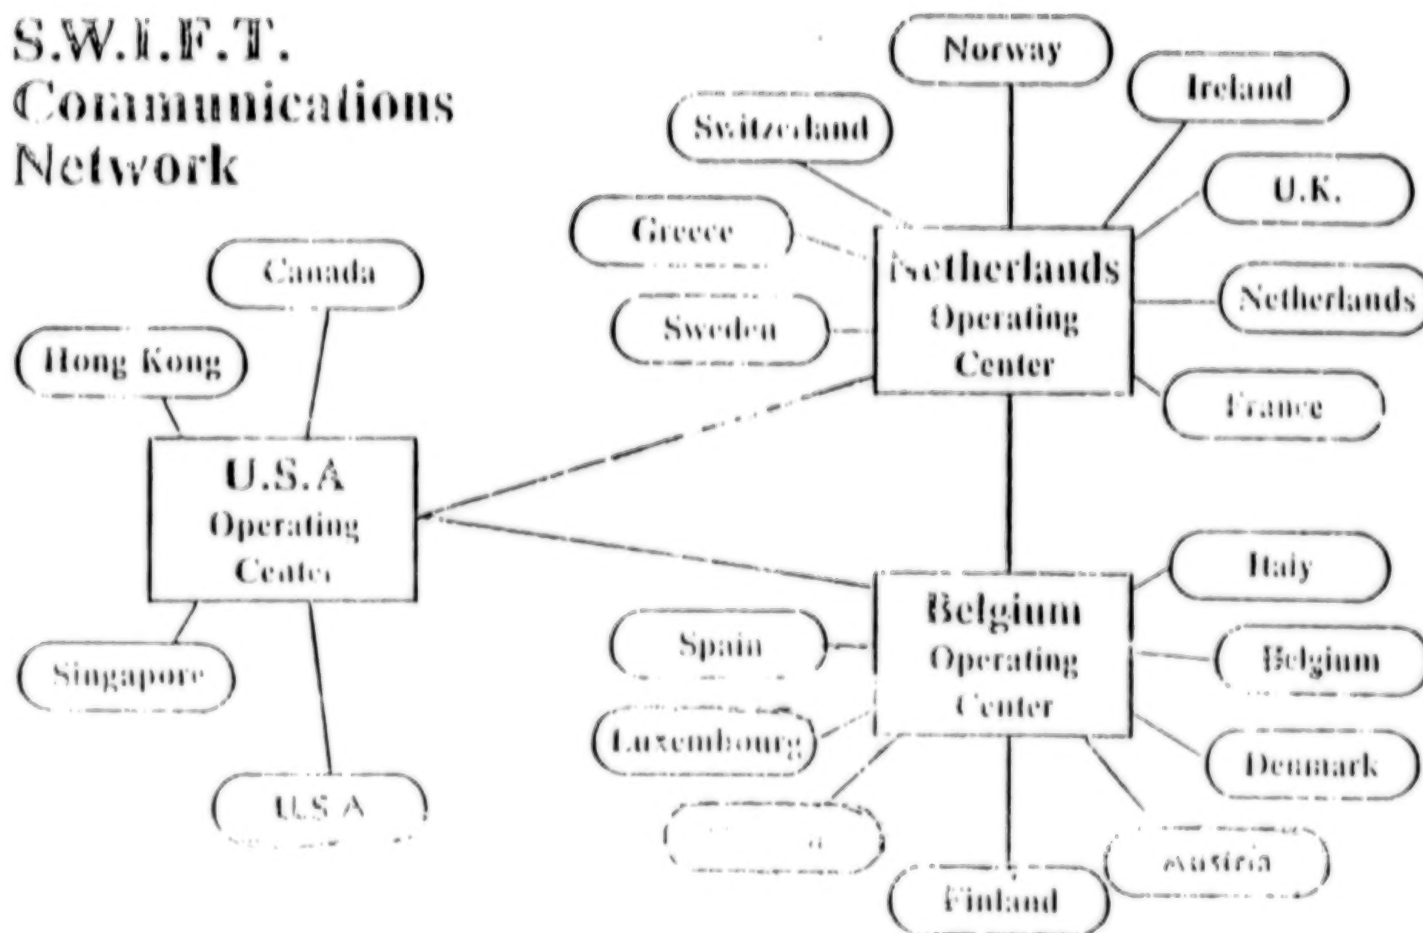 S.W.I.F.T.
Communications
Network
Norway
Ireland
Switzerland
U.K.
Greece
Netherlands
Operating
Center
Netherlands
Sweden
France
Canada
Hong Kong
U.S.A
Operating
Center
Singapore
U.S.A
Italy
Belgium
Operating
Center
Spain
Belgium
Luxembourg
Denmark
Austria
Finland